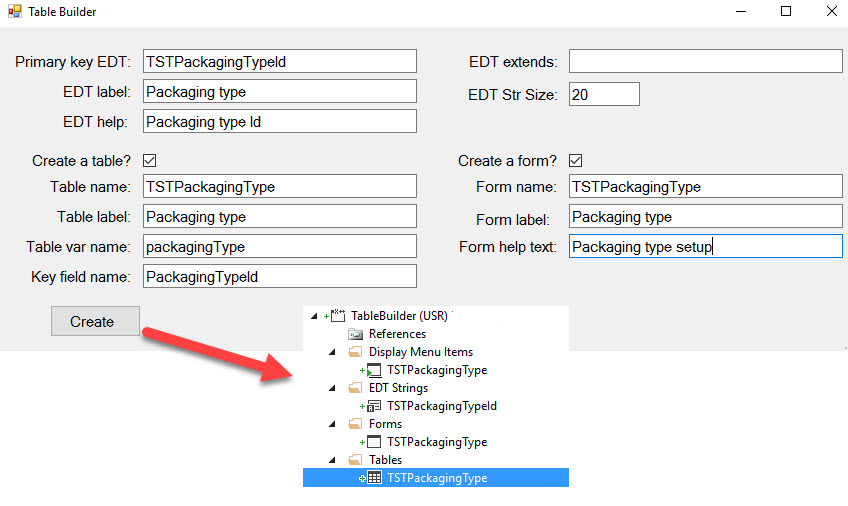 Table Builder
Primary key EDT: TSTPackagingTypeId
EDT extends:
EDT label: Packaging type
EDT Str Size: 20
EDT help: Packaging type Id
Create a table?
Create a form?
Table name: TSTPackagingType
Form name: TSTPackagingType
Table label: Packaging type
Form label: Packaging type
Table var name: packagingType
Form help text: Packaging type setup
Key field name: PackagingTypeId
Create
TableBuilder (USR)
References
Display Menu Items
TSTPackagingType
EDT Strings
TSTPackagingTypeId
Forms
TSTPackagingType
Tables
TSTPackagingType